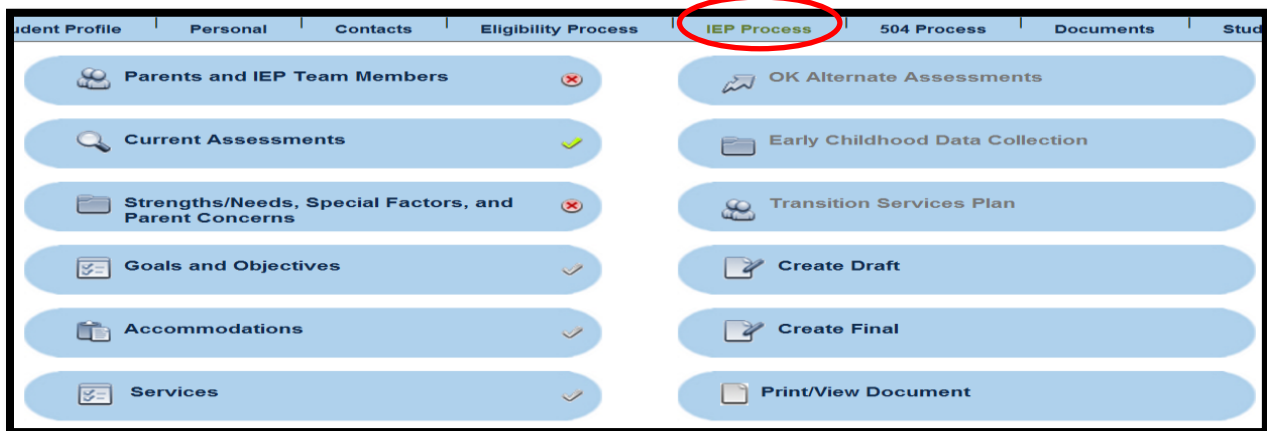 udent Profile Personal Contacts Eligibility Process IEP Process 504 Process Documents Stud
Parents and IEP Team Members
Current Assessments
Strengths/Needs, Special Factors, and
Parent Concerns
Goals and Objectives
Accommodations
Services
OK Alternate Assessments
Early Childhood Data Collection
Transition Services Plan
Create Draft
Create Final
Print/View Document